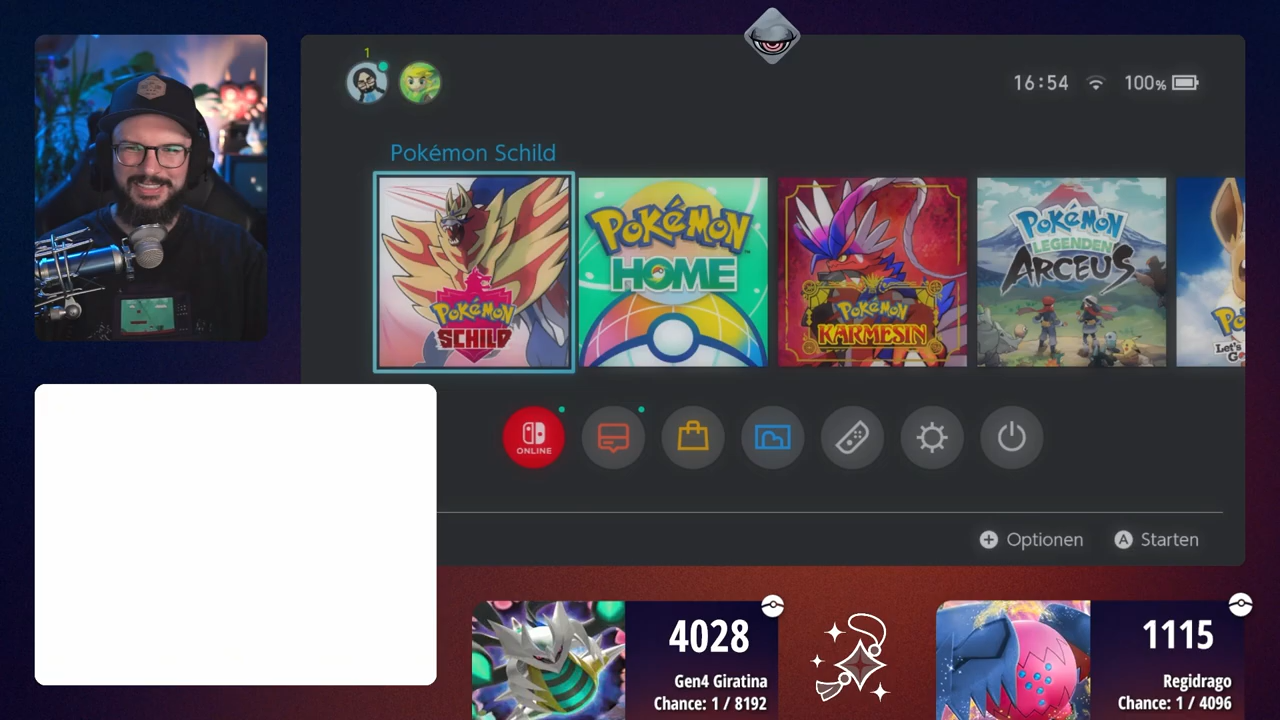 1
16:54
100%
Pokémon Schild
POKÉMON
SCHILD
POKÉMON
HOME
POKÉMON
KARMESIN
POKÉMON
LEGENDEN
ARCEUS
Let's
ONLINE
Optionen
A Starten
4028
Gen4 Giratina
Chance: 1 / 8192
1115
Regidrago
Chance: 1 / 4096